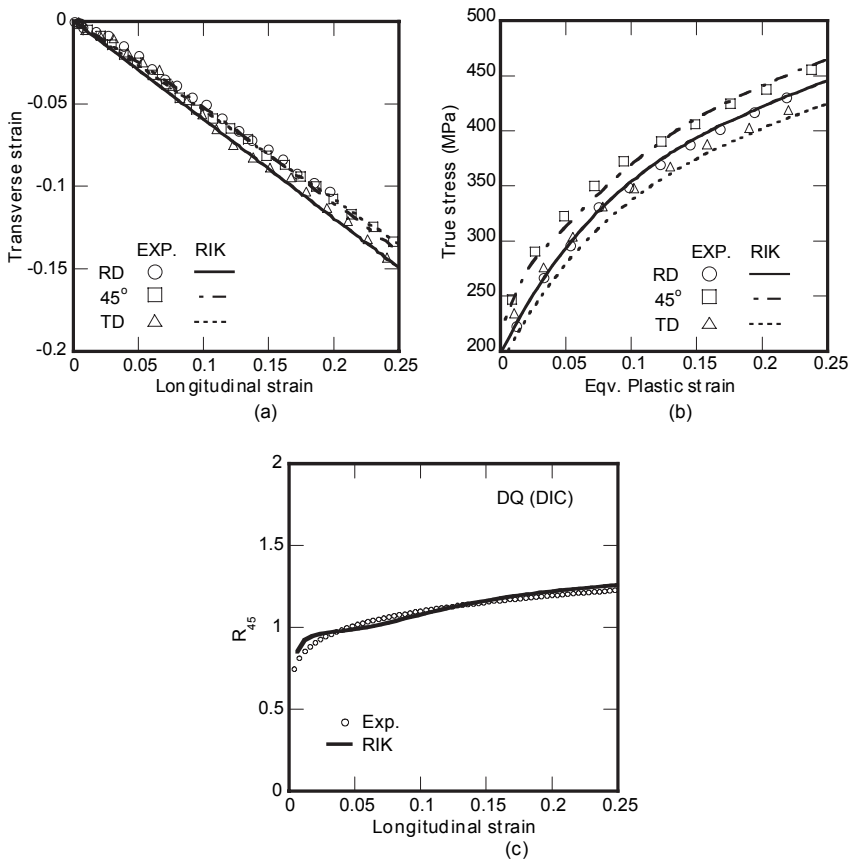 0
-0.05
-0.1
-0.15
-0.2
Transverse strain
EXP. RIK
RD
45°
TD
0 0.05 0.1 0.15 0.2 0.25
Longitudinal strain
(a)
500
450
400
350
300
250
200
True stress (MPa)
EXP. RIK
RD
45°
TD
0 0.05 0.1 0.15 0.2 0.25
Eqv. Plastic strain
(b)
2
1.5
1
0.5
0
R45
DQ (DIC)
Exp.
RIK
0 0.05 0.1 0.15 0.2 0.25
Longitudinal strain
(c)